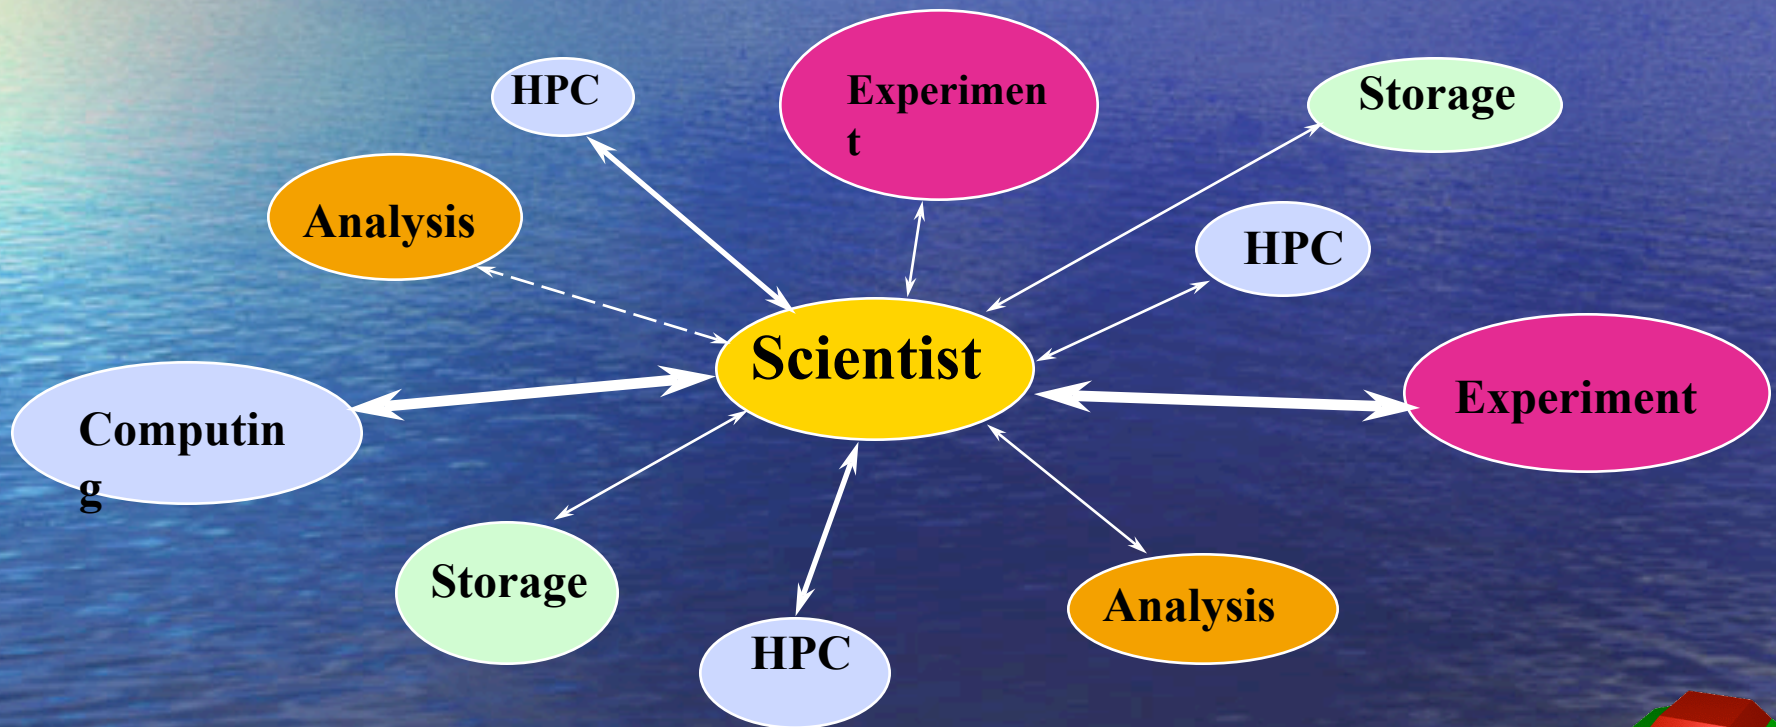 HPC
Experimen
t
Storage
Analysis
HPC
Scientist
Experiment
Computin
g
Storage
HPC
Analysis